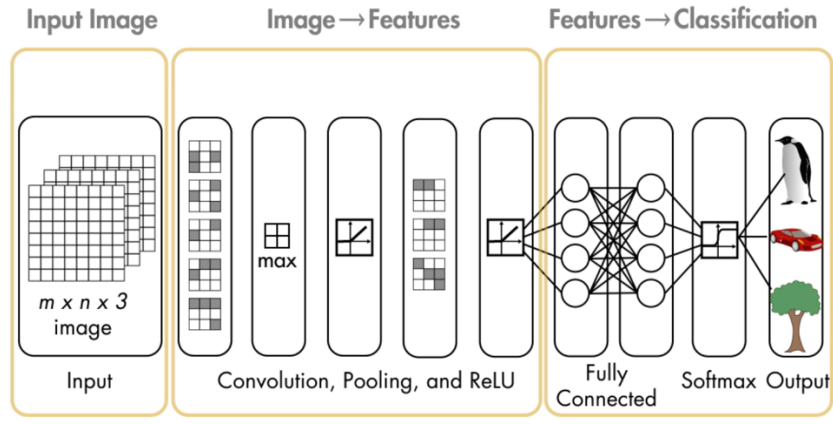 Input Image
Image→Features
Features→Classification
max
m x n x 3
image
Input
Convolution, Pooling, and ReLU
Fully
Connected
Softmax
Output